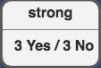 strong
3 Yes / 3 No